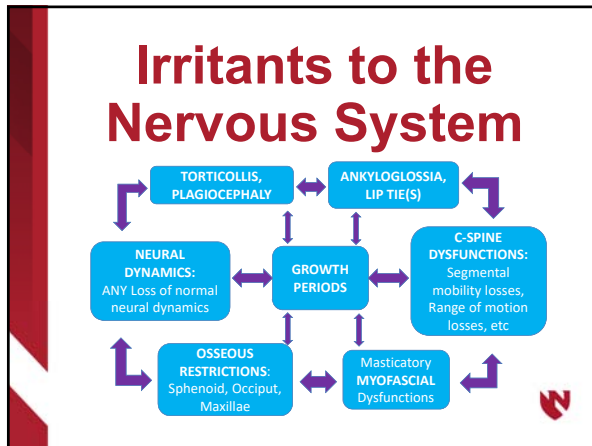 Irritants to the
Nervous System
TORTICOLLIS,
PLAGIOCEPHALY
ANKYLOGLOSSIA,
LIP TIE(S)
NEURAL
DYNAMICS:
ANY Loss of normal
neural dynamics
GROWTH
PERIODS
C-SPINE
DYSFUNCTIONS:
Segmental
mobility losses,
Range of motion
losses, etc
OSSEOUS
RESTRICTIONS:
Sphenoid, Occiput,
Maxillae
Masticatory
MYOFASCIAL
Dysfunctions
N